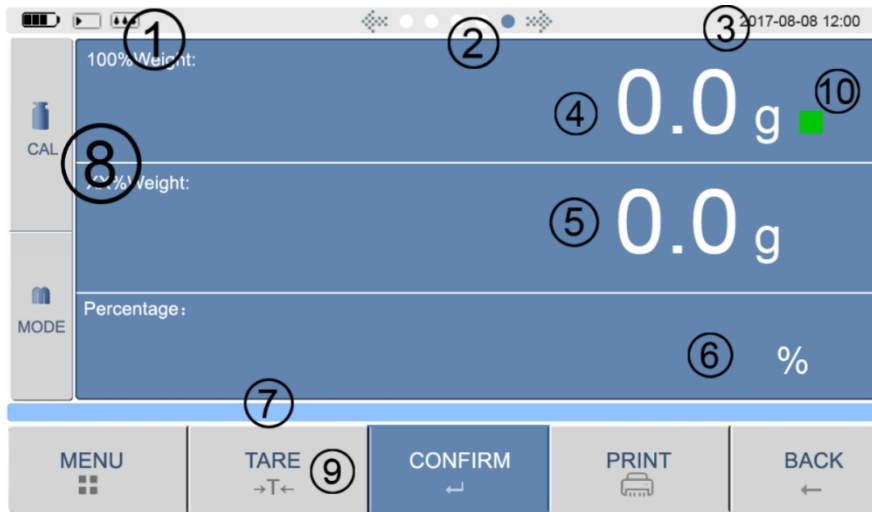 ① ② ③ 2017-08-08 12:00
100%Weight:
④ 0.0 g ⑩
CAL
⑧
XX%Weight:
⑤ 0.0 g
MODE
Percentage:
⑥ %
⑦
MENU TARE ⑨ CONFIRM PRINT BACK
→T←